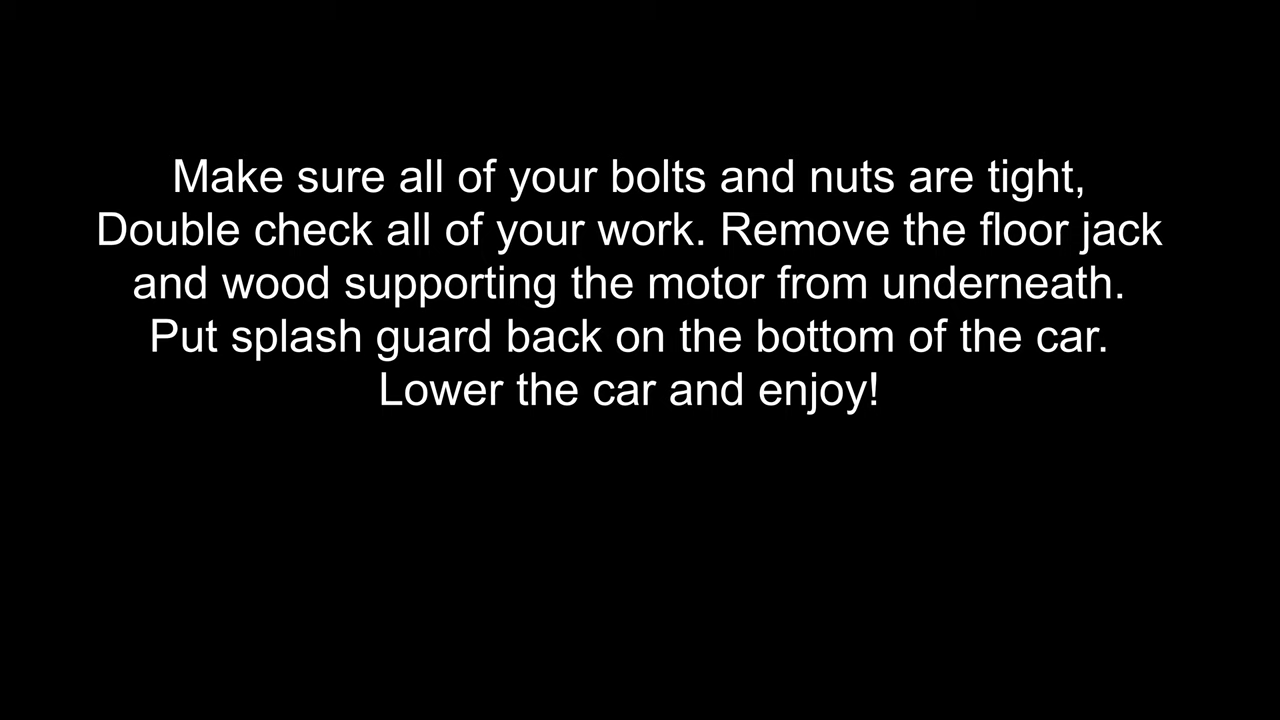 Make sure all of your bolts and nuts are tight,
Double check all of your work. Remove the floor jack
and wood supporting the motor from underneath.
Put splash guard back on the bottom of the car.
Lower the car and enjoy!